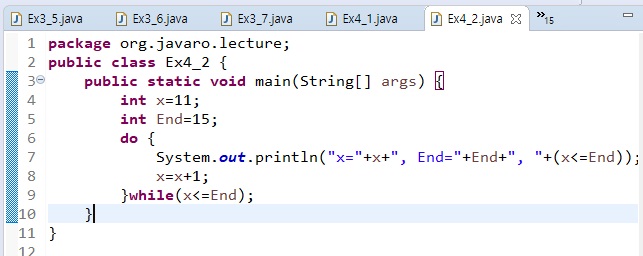 Ex3_5.java Ex3_6.java Ex3_7.java Ex4_1.java Ex4_2.java »15
1 package org.javaro.lecture;
2 public class Ex4_2 {
3 public static void main(String[] args) {
4 int x=11;
5 int End=15;
6 do {
7 System.out.println("x="+x+", End="+End+", "+(x<=End));
8 x=x+1;
9 }while(x<=End);
10 }
11 }
12